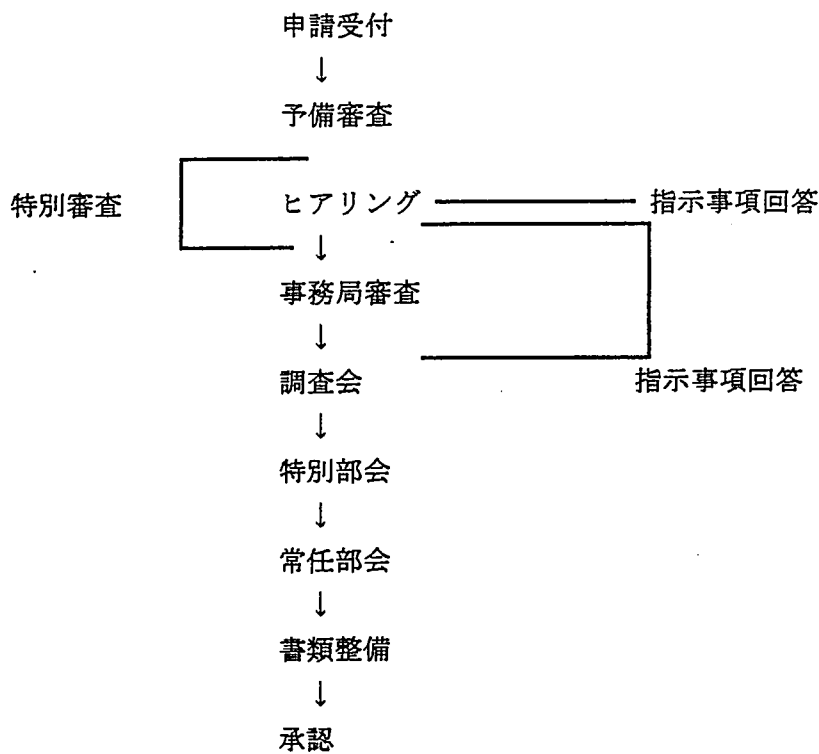 申請受付
↓
予備審査
特別審査 ヒアリング 指示事項回答
↓
事務局審査
↓
調査会 指示事項回答
↓
特別部会
↓
常任部会
↓
書類整備
↓
承認